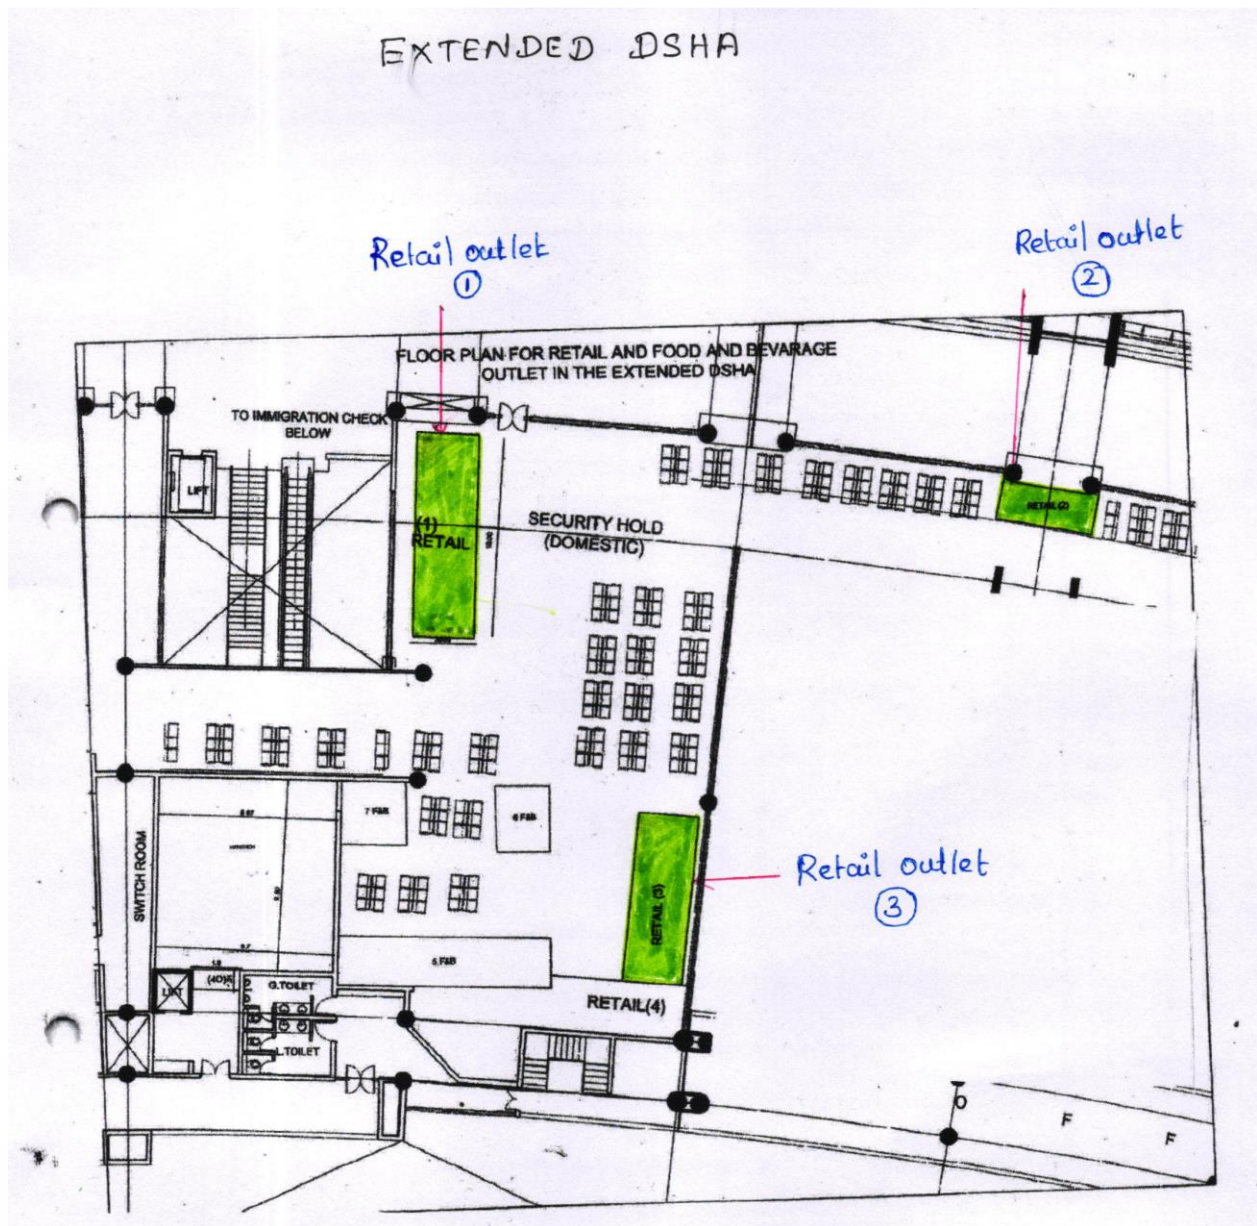 EXTENDED DSHA
Retail outlet
1
Retail outlet
2
FLOOR PLAN FOR RETAIL AND FOOD AND BEVARAGE
OUTLET IN THE EXTENDED DSHA
TO IMMIGRATION CHECK
BELOW
LIFT
(1)
RETAIL
SECURITY HOLD
(DOMESTIC)
RETAIL(2)
7 F&B
6 F&B
SWITCH ROOM
RETAIL (3)
Retail outlet
3
5.F&B
LIFT
G.TOILET
RETAIL(4)
L.TOILET
O
F
F